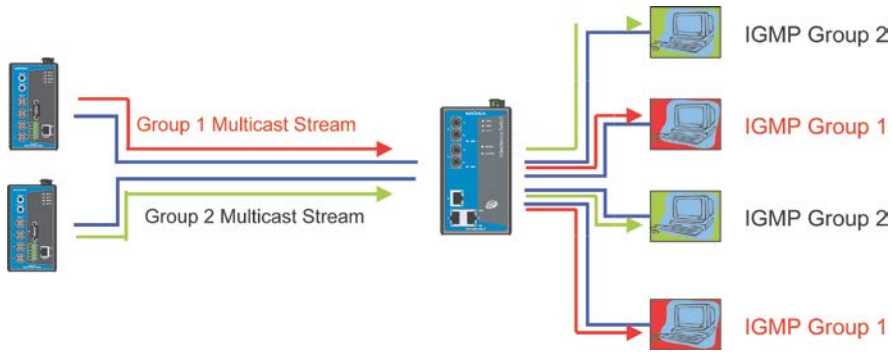 IGMP Group 2
Group 1 Multicast Stream
IGMP Group 1
Group 2 Multicast Stream
IGMP Group 2
IGMP Group 1